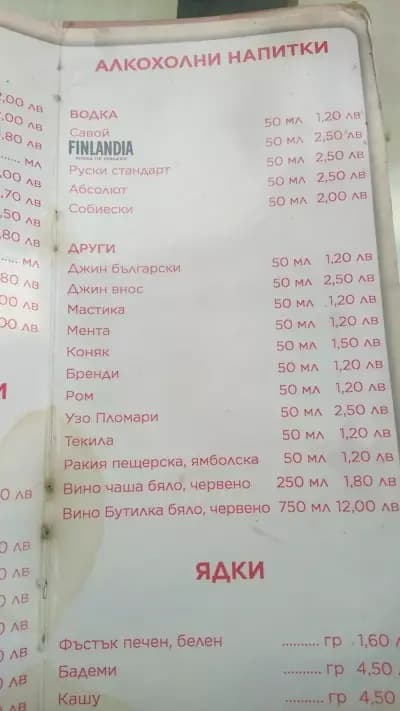 АЛКОХОЛНИ НАПИТКИ
ВОДКА
Савой 50 мл 1,20 лв
FINLANDIA 50 мл 2,50 лв
Руски стандарт 50 мл 2,50 лв
Абсолют 50 мл 2,50 лв
Собиески 50 мл 2,00 лв
ДРУГИ
Джин български 50 мл 1,20 лв
Джин внос 50 мл 2,50 лв
Мастика 50 мл 1,20 лв
Мента 50 мл 1,20 лв
Коняк 50 мл 1,50 лв
Бренди 50 мл 1,20 лв
Ром 50 мл 1,20 лв
Узо Пломари 50 мл 2,50 лв
Текила 50 мл 1,20 лв
Ракия пещерска, ямболска 50 мл 1,20 лв
Вино чаша бяло, червено 250 мл 1,80 лв
Вино Бутилка бяло, червено 750 мл 12,00 лв
ЯДКИ
Фъстък печен, белен .......... гр 1,60
Бадеми .......... гр 4,50
Кашу .......... гр 4,50